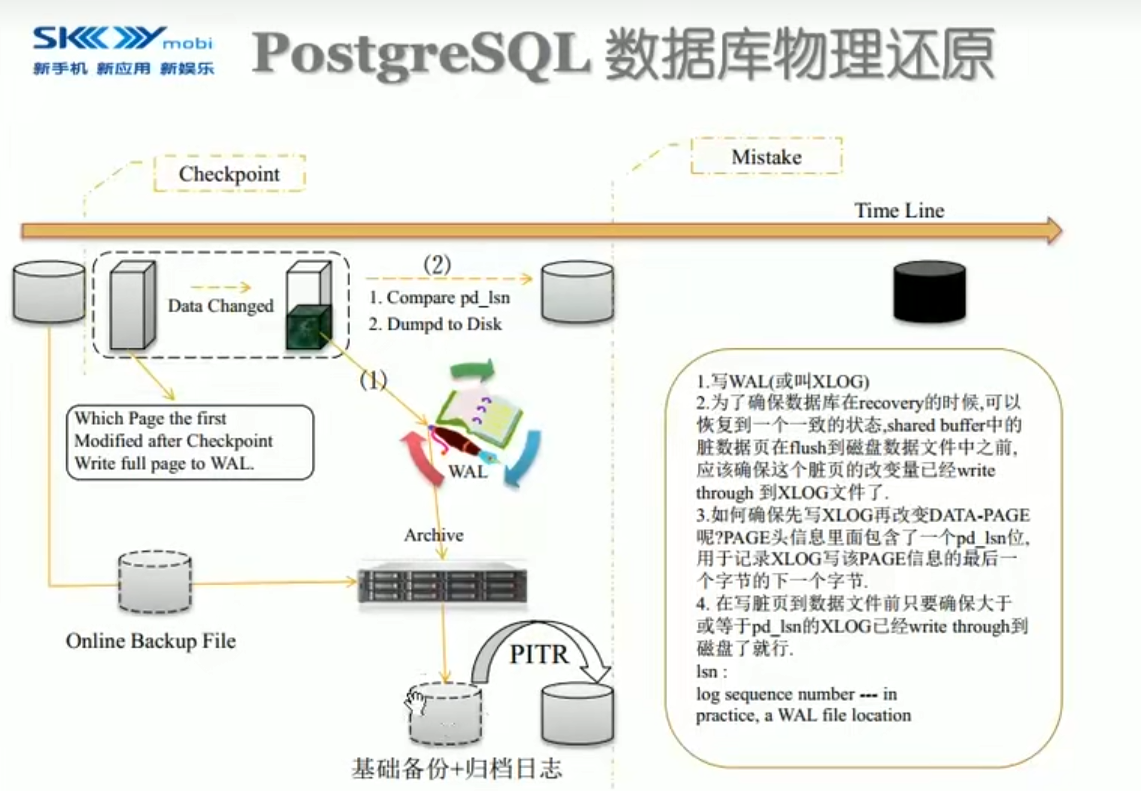 SKYmobi
新手机 新应用 新娱乐
PostgreSQL 数据库物理还原
Checkpoint
Mistake
Time Line
Data Changed
(2)
1. Compare pd_lsn
2. Dumpd to Disk
(1)
Which Page the first
Modified after Checkpoint
Write full page to WAL.
WAL
Archive
Online Backup File
PITR
基础备份+归档日志
1.写WAL(或叫XLOG)
2.为了确保数据库在recovery的时候,可以
恢复到一个一致的状态,shared buffer中的
脏数据页在flush到磁盘数据文件中之前,
应该确保这个脏页的改变量已经write
through 到XLOG文件了.
3.如何确保先写XLOG再改变DATA-PAGE
呢?PAGE头信息里面包含了一个pd_lsn位,
用于记录XLOG写该PAGE信息的最后一
个字节的下一个字节.
4. 在写脏页到数据文件前只要确保大于
或等于pd_lsn的XLOG已经write through到
磁盘了就行.
lsn :
log sequence number --- in
practice, a WAL file location